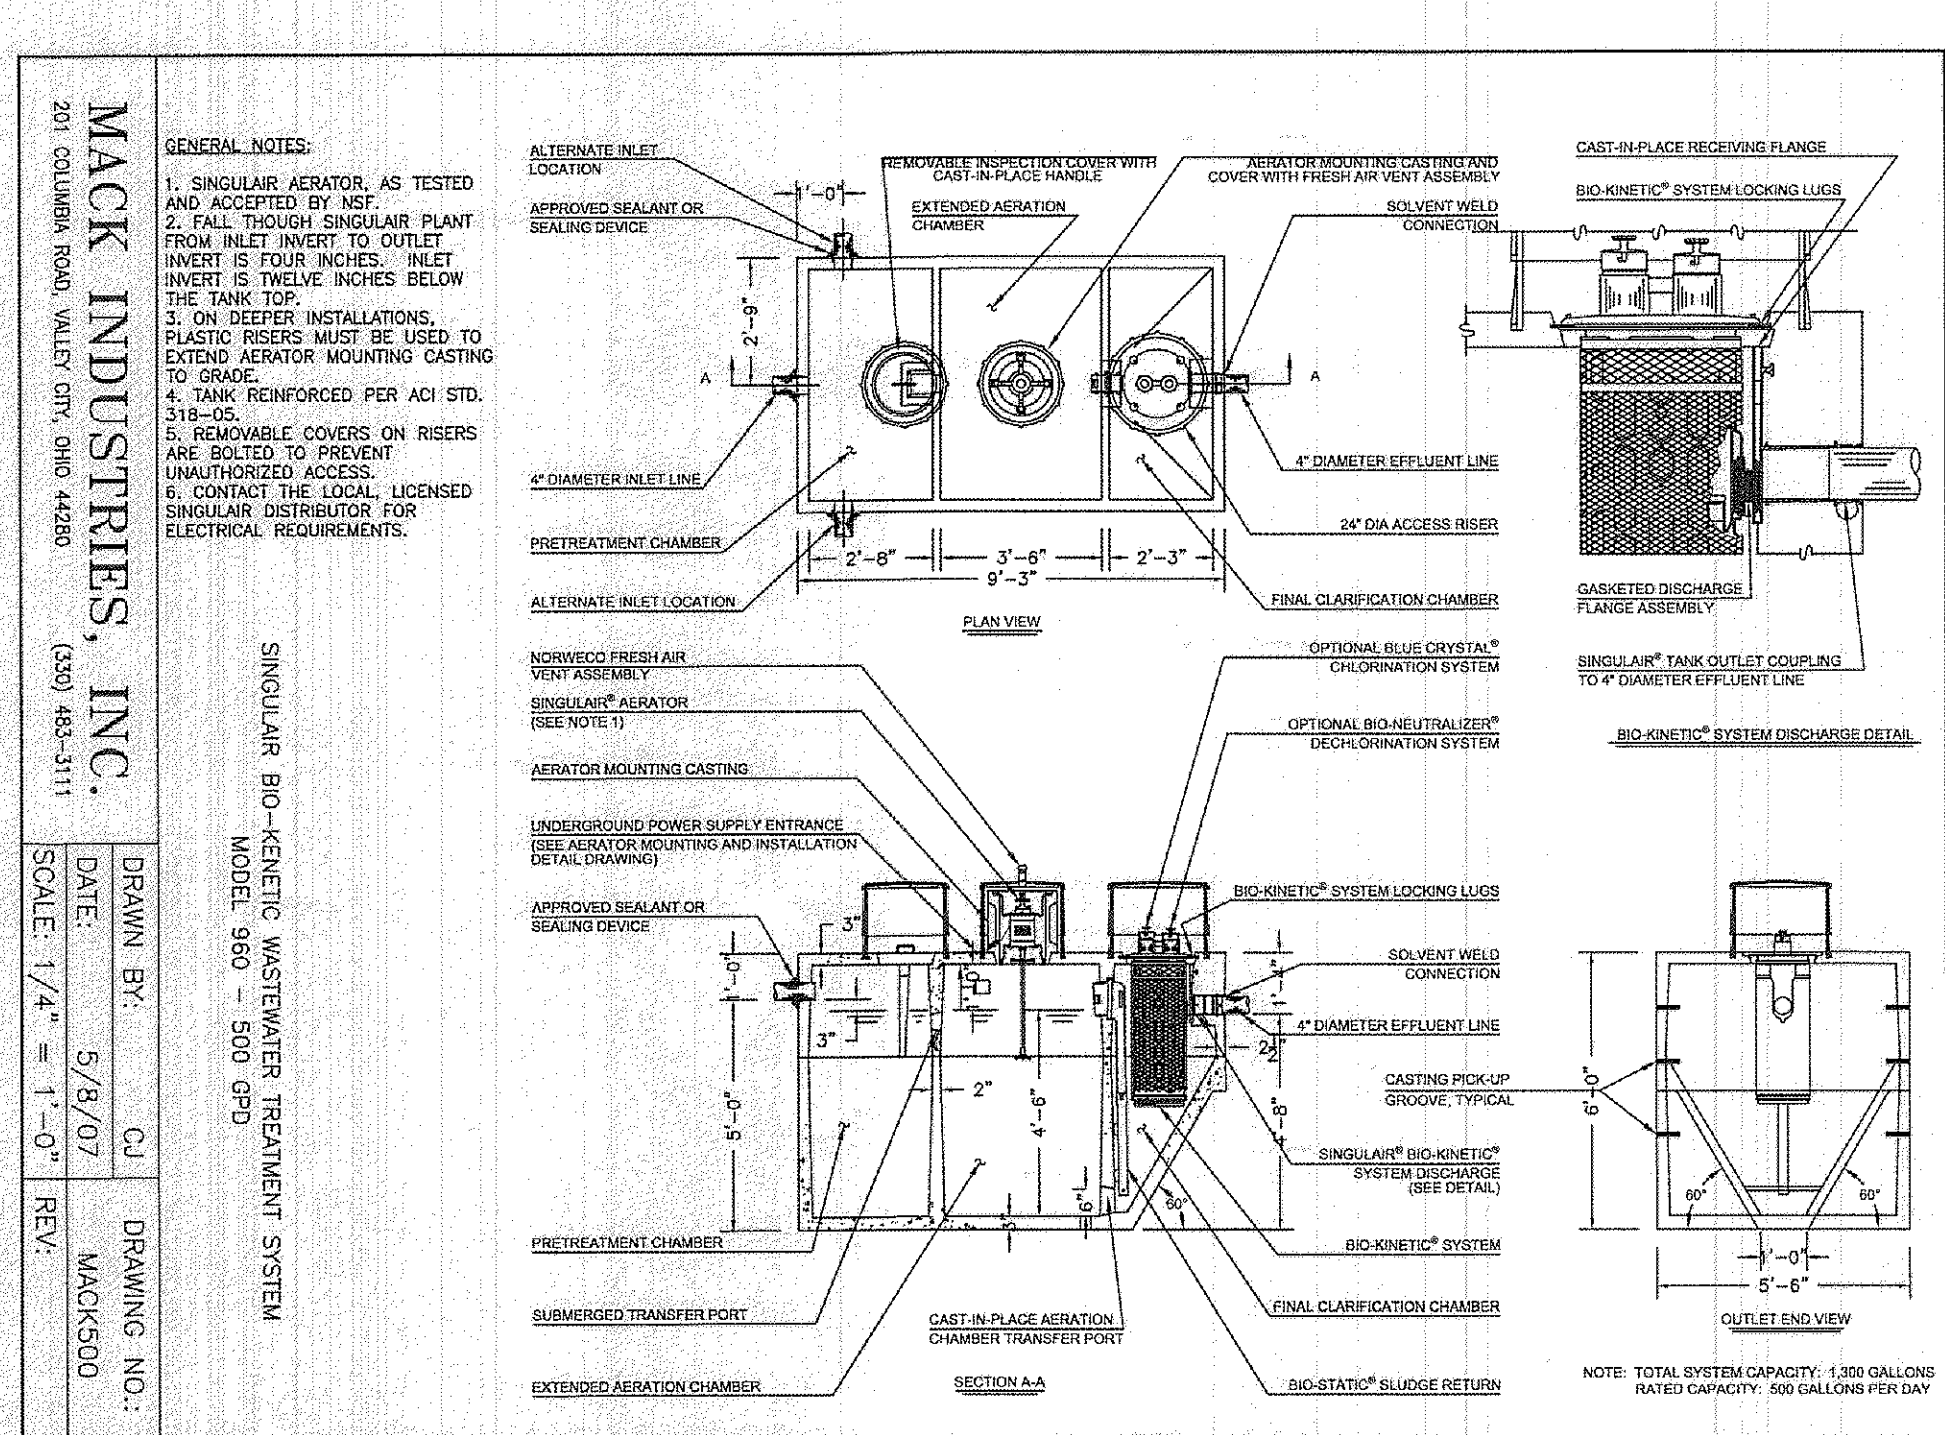 MACK INDUSTRIES, INC.
201 COLUMBIA ROAD, VALLEY CITY, OHIO 44280 (330) 483-3111
DRAWN BY: CJ
DATE: 5/8/07
SCALE: 1/4" = 1'-0"
DRAWING NO.:
MACK500
REV:
SINGULAIR BIO-KENETIC WASTEWATER TREATMENT SYSTEM
MODEL 960 - 500 GPD
GENERAL NOTES:
1. SINGULAIR AERATOR, AS TESTED
AND ACCEPTED BY NSF.
2. FALL THOUGH SINGULAIR PLANT
FROM INLET INVERT TO OUTLET
INVERT IS FOUR INCHES. INLET
INVERT IS TWELVE INCHES BELOW
THE TANK TOP.
3. ON DEEPER INSTALLATIONS,
PLASTIC RISERS MUST BE USED TO
EXTEND AERATOR MOUNTING CASTING
TO GRADE.
4. TANK REINFORCED PER ACI STD.
318-05.
5. REMOVABLE COVERS ON RISERS
ARE BOLTED TO PREVENT
UNAUTHORIZED ACCESS.
6. CONTACT THE LOCAL, LICENSED
SINGULAIR DISTRIBUTOR FOR
ELECTRICAL REQUIREMENTS.
ALTERNATE INLET
LOCATION
APPROVED SEALANT OR
SEALING DEVICE
4" DIAMETER INLET LINE
PRETREATMENT CHAMBER
ALTERNATE INLET LOCATION
REMOVABLE INSPECTION COVER WITH
CAST-IN-PLACE HANDLE
EXTENDED AERATION
CHAMBER
AERATOR MOUNTING CASTING AND
COVER WITH FRESH AIR VENT ASSEMBLY
SOLVENT WELD
CONNECTION
4" DIAMETER EFFLUENT LINE
24" DIA ACCESS RISER
FINAL CLARIFICATION CHAMBER
1'-0"
2'-9"
A
A
2'-8"
3'-6"
2'-3"
9'-3"
PLAN VIEW
CAST-IN-PLACE RECEIVING FLANGE
BIO-KINETIC® SYSTEM LOCKING LUGS
GASKETED DISCHARGE
FLANGE ASSEMBLY
SINGULAIR® TANK OUTLET COUPLING
TO 4" DIAMETER EFFLUENT LINE
BIO-KINETIC® SYSTEM DISCHARGE DETAIL
NORWECO FRESH AIR
VENT ASSEMBLY
SINGULAIR® AERATOR
(SEE NOTE 1)
AERATOR MOUNTING CASTING
UNDERGROUND POWER SUPPLY ENTRANCE
(SEE AERATOR MOUNTING AND INSTALLATION
DETAIL DRAWING)
APPROVED SEALANT OR
SEALING DEVICE
PRETREATMENT CHAMBER
SUBMERGED TRANSFER PORT
EXTENDED AERATION CHAMBER
OPTIONAL BLUE CRYSTAL®
CHLORINATION SYSTEM
OPTIONAL BIO-NEUTRALIZER®
DECHLORINATION SYSTEM
BIO-KINETIC® SYSTEM LOCKING LUGS
SOLVENT WELD
CONNECTION
4" DIAMETER EFFLUENT LINE
SINGULAIR® BIO-KINETIC®
SYSTEM DISCHARGE
(SEE DETAIL)
BIO-KINETIC® SYSTEM
FINAL CLARIFICATION CHAMBER
BIO-STATIC® SLUDGE RETURN
CAST-IN-PLACE AERATION
CHAMBER TRANSFER PORT
3"
1'-0"
3"
5'-0"
2"
4'-6"
3"
6"
60°
1'-4"
4'-8"
SECTION A-A
CASTING PICK-UP
GROOVE, TYPICAL
6'-0"
60°
60°
1'-0"
5'-6"
OUTLET END VIEW
NOTE: TOTAL SYSTEM CAPACITY: 1,300 GALLONS
RATED CAPACITY: 500 GALLONS PER DAY